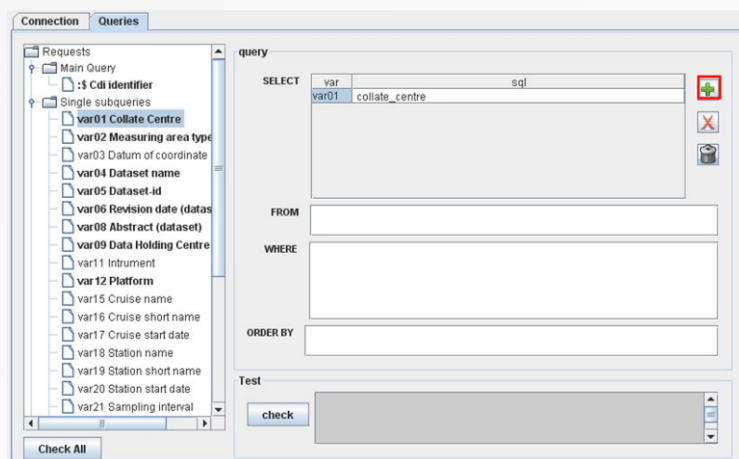 Connection Queries
Requests
Main Query
:$ Cdi identifier
Single subqueries
var01 Collate Centre
var02 Measuring area type
var03 Datum of coordinate
var04 Dataset name
var05 Dataset-id
var06 Revision date (datas
var08 Abstract (dataset)
var09 Data Holding Centre
var11 Intrument
var12 Platform
var15 Cruise name
var16 Cruise short name
var17 Cruise start date
var18 Station name
var19 Station short name
var20 Station start date
var21 Sampling interval
Check All
query
SELECT
var sql
var01 collate_centre
FROM
WHERE
ORDER BY
Test
check